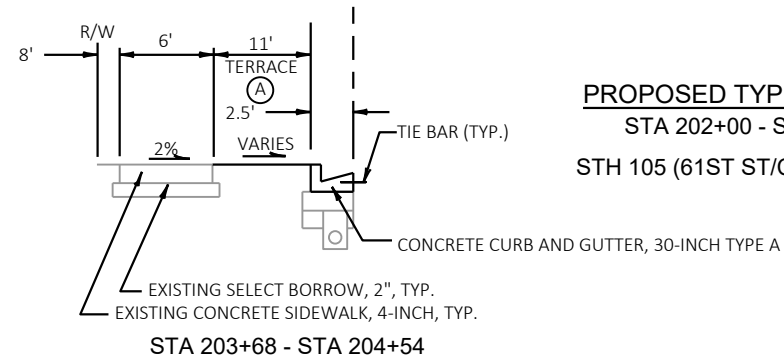 R/W
8'
6'
11'
TERRACE
A
2.5'
TIE BAR (TYP.)
2%
VARIES
CONCRETE CURB AND GUTTER, 30-INCH TYPE A
EXISTING SELECT BORROW, 2", TYP.
EXISTING CONCRETE SIDEWALK, 4-INCH, TYP.
STA 203+68 - STA 204+54
PROPOSED TYP
STA 202+00 - S
STH 105 (61ST ST/